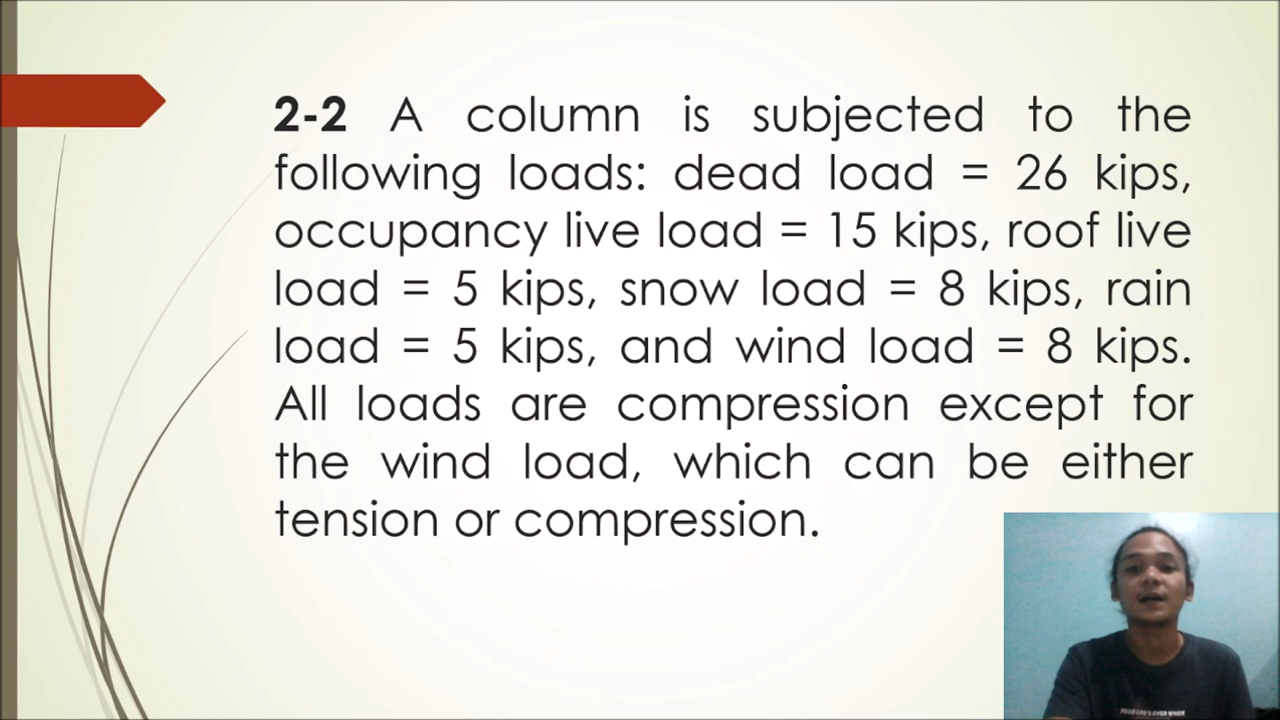 2-2 A column is subjected to the
following loads: dead load = 26 kips,
occupancy live load = 15 kips, roof live
load = 5 kips, snow load = 8 kips, rain
load = 5 kips, and wind load = 8 kips.
All loads are compression except for
the wind load, which can be either
tension or compression.